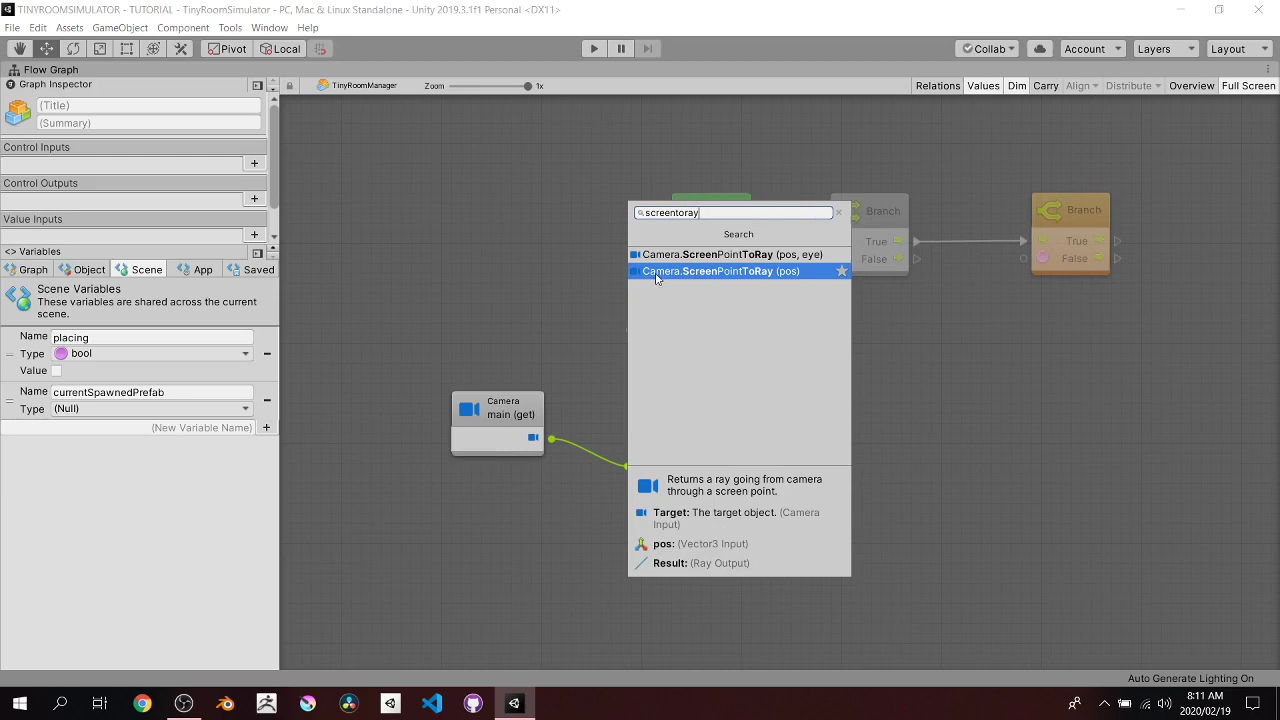 TINYROOMSIMULATOR - TUTORIAL - TinyRoomSimulator - PC, Mac & Linux Standalone - Unity 2019.3.1f1 Personal <DX11>
File Edit Assets GameObject Component Tools Window Help
Pivot Local Collab Account Layers Layout
Flow Graph
Graph Inspector TinyRoomManager Zoom 1x Relations Values Dim Carry Align Distribute Overview Full Screen
(Title)
(Summary)
Control Inputs
Control Outputs
Value Inputs
<> Variables
Graph Object Scene App Saved
Scene Variables
These variables are shared across the current
scene.
Name placing
Type bool
Value
Name currentSpawnedPrefab
Type (Null)
(New Variable Name)
Camera
main (get)
screentoray
Search
Camera.ScreenPointToRay (pos, eye)
Camera.ScreenPointToRay (pos)
Returns a ray going from camera
through a screen point.
Target: The target object. (Camera
Input)
pos: (Vector3 Input)
Result: (Ray Output)
Branch
True
False
Branch
True
False
Auto Generate Lighting On
8:11 AM
2020/02/19